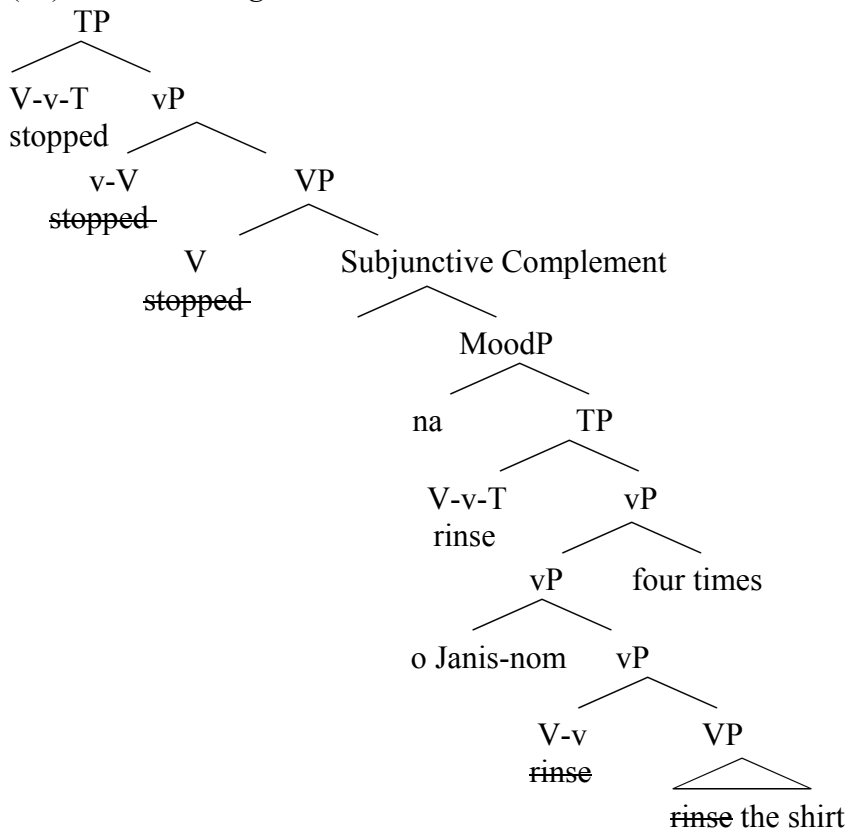 TP
V-v-T vP
stopped
v-V VP
stopped
V Subjunctive Complement
stopped
MoodP
na TP
V-v-T vP
rinse
vP four times
o Janis-nom vP
V-v VP
rinse
rinse the shirt